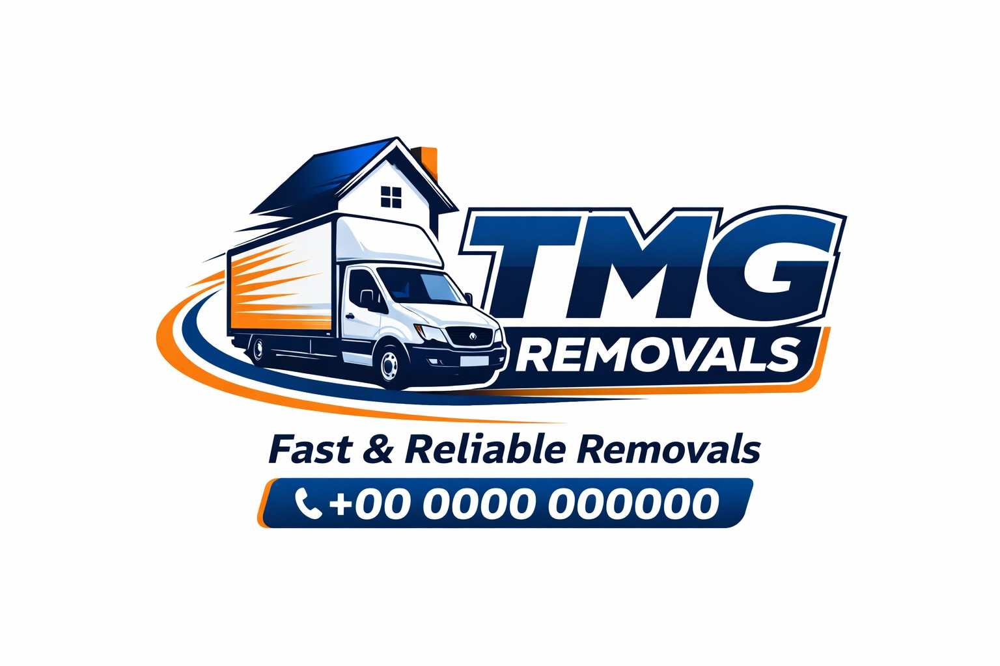 TMG
REMOVALS
Fast & Reliable Removals
+00 0000 000000